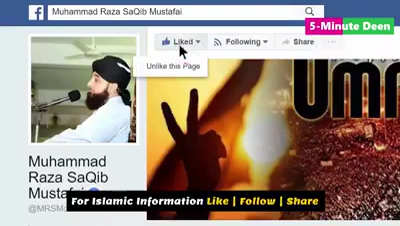 Muhammad Raza SaQib Mustafai
5-Minute Deen
Liked
Following
Share
Unlike this Page
Umm
Muhammad
Raza SaQib
Mustafai
For Islamic Information Like | Follow | Share